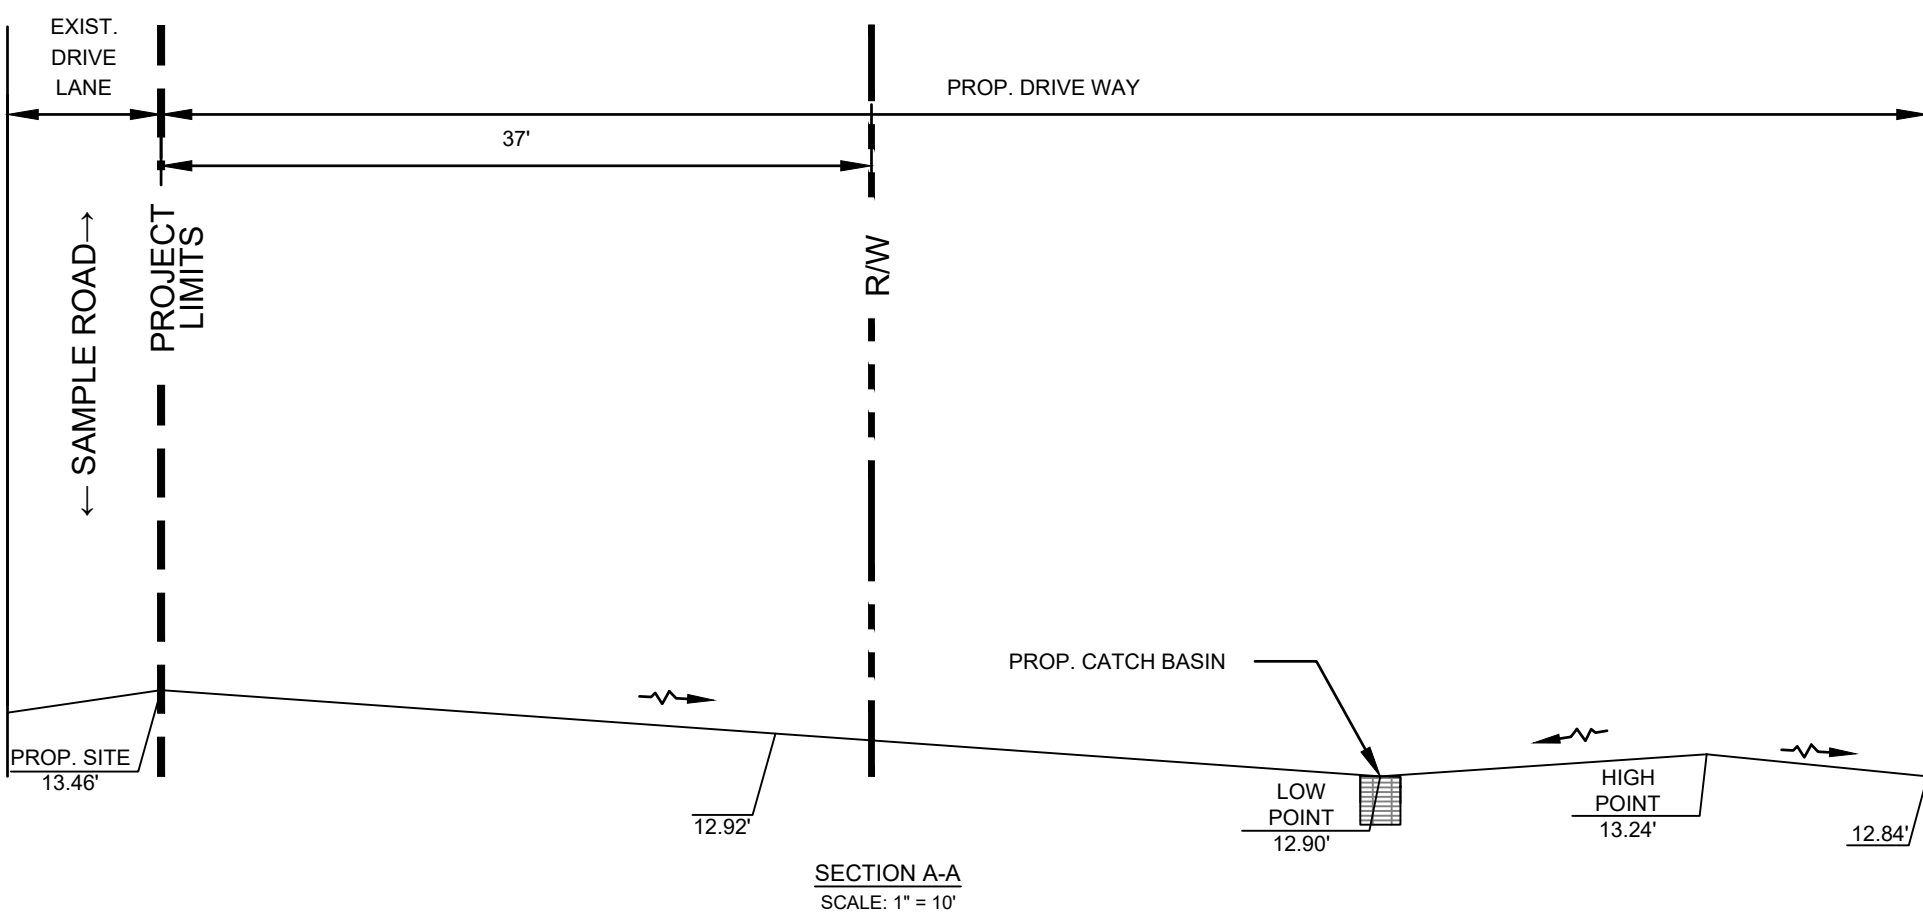 EXIST.
DRIVE
LANE
PROP. DRIVE WAY
37'
← SAMPLE ROAD→
PROJECT
LIMITS
R/W
PROP. CATCH BASIN
PROP. SITE
13.46'
12.92'
LOW
POINT
12.90'
HIGH
POINT
13.24'
12.84'
SECTION A-A
SCALE: 1" = 10'